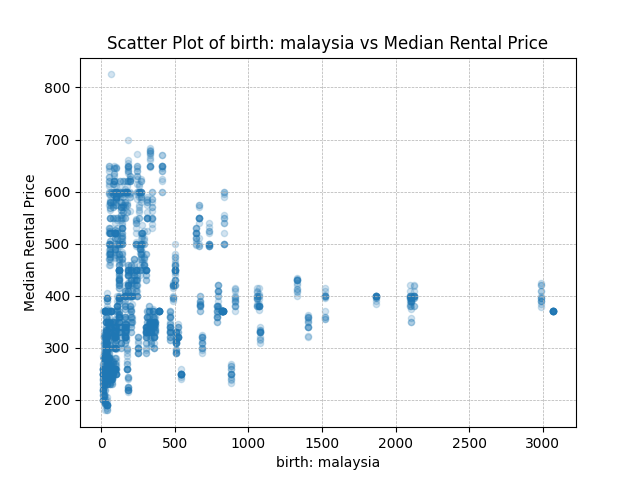 Scatter Plot of birth: malaysia vs Median Rental Price
Median Rental Price
800
700
600
500
400
300
200
0 500 1000 1500 2000 2500 3000
birth: malaysia